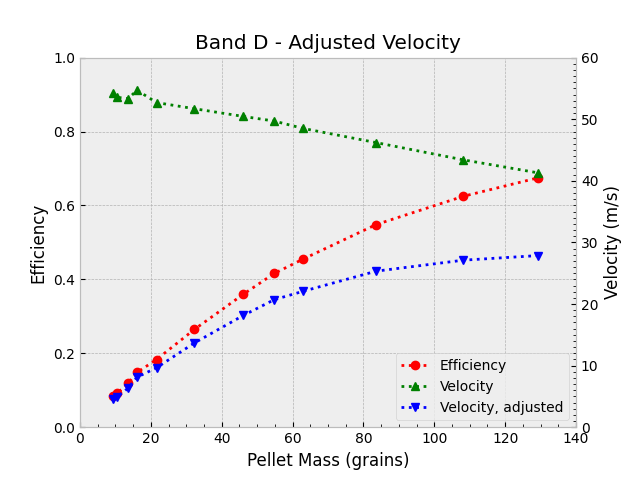 Band D - Adjusted Velocity
1.0
0.8
0.6
0.4
0.2
0.0
Efficiency
60
50
40
30
20
10
0
Velocity (m/s)
Efficiency
Velocity
Velocity, adjusted
0 20 40 60 80 100 120 140
Pellet Mass (grains)